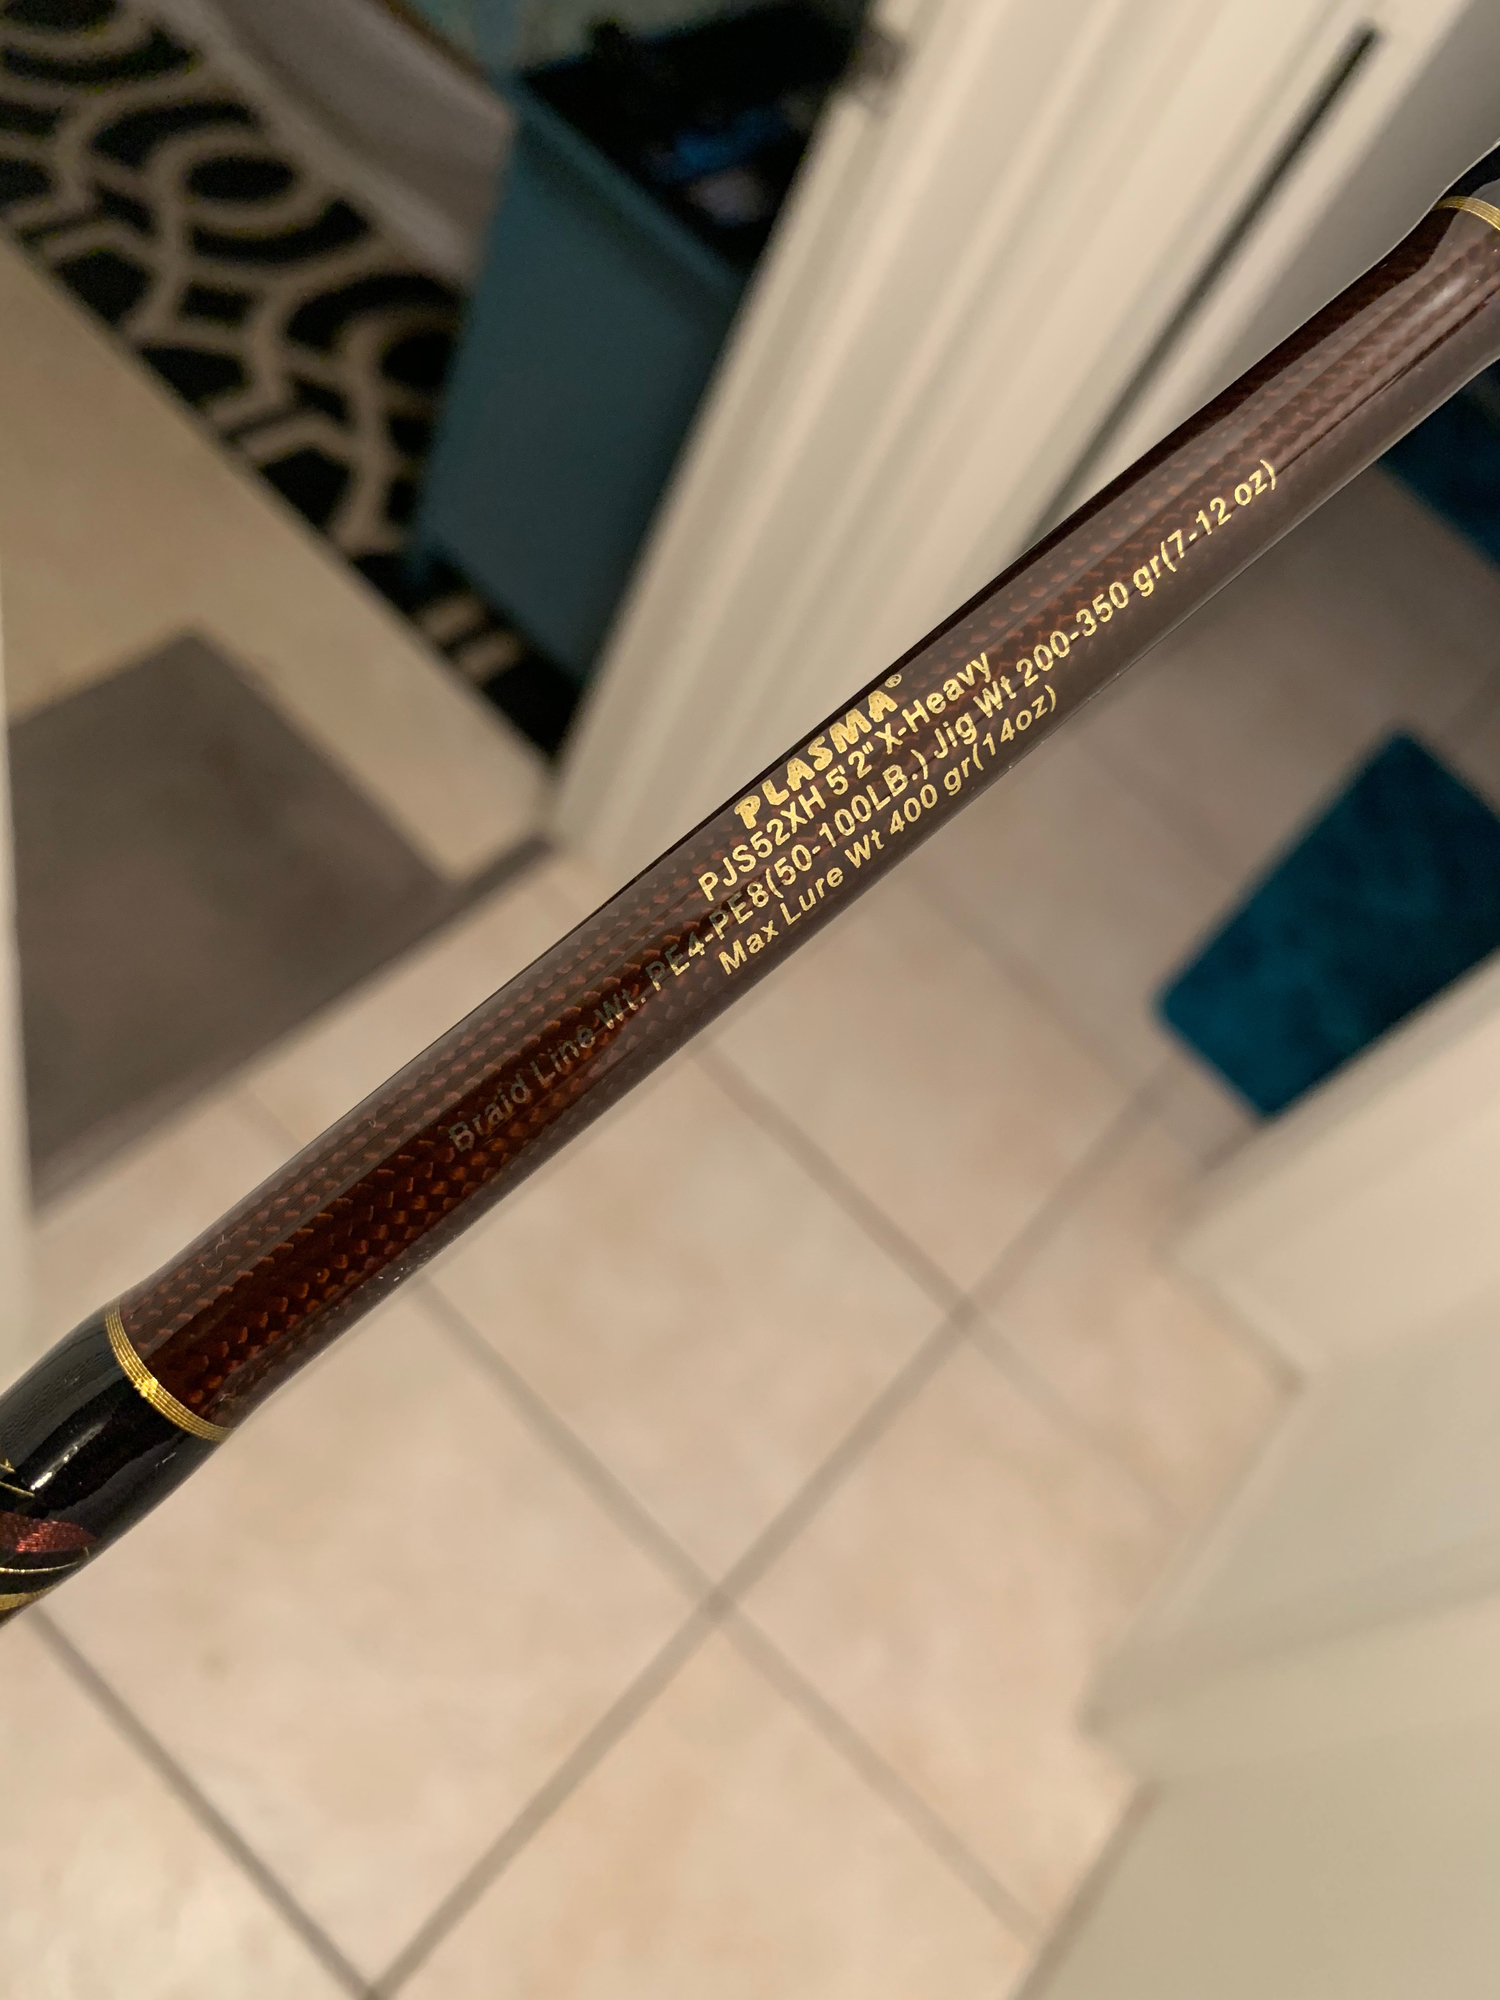 PLASMA®
PJS52XH 5'2" X-Heavy
Braid Line Wt. PE4-PE8(50-100LB.) Jig Wt 200-350 gr(7-12 oz)
Max Lure Wt 400 gr(14oz)